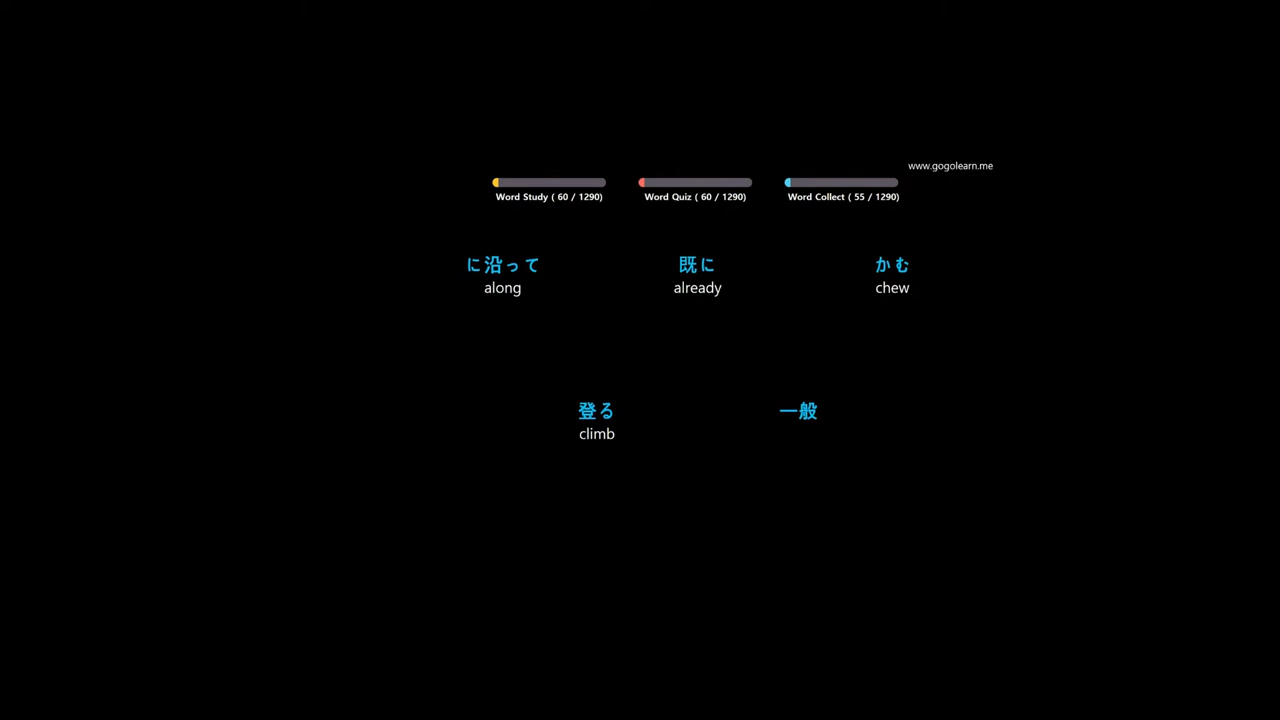 www.gogolearn.me
Word Study ( 60 / 1290)
Word Quiz ( 60 / 1290)
Word Collect ( 55 / 1290)
に沿って
along
既に
already
かむ
chew
登る
climb
一般